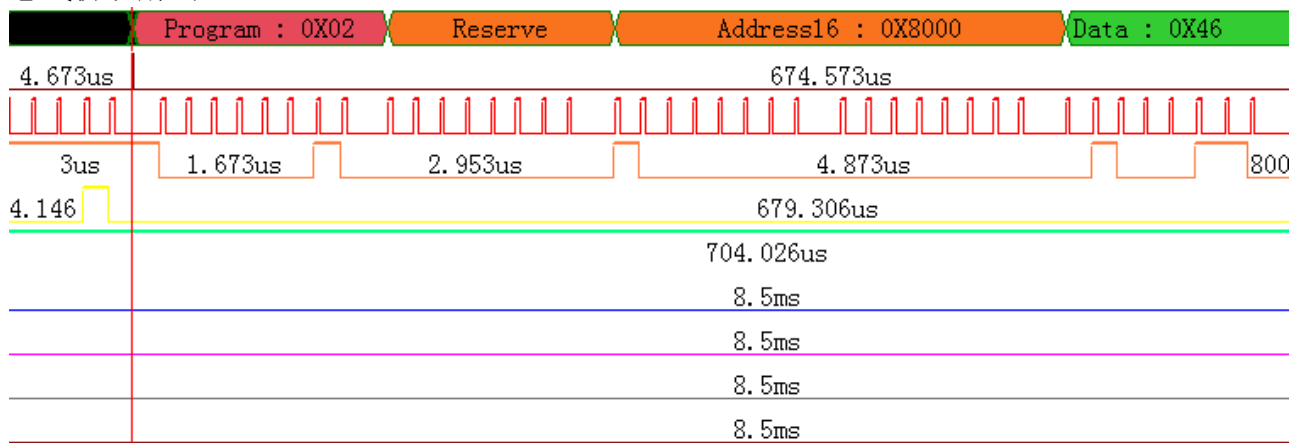 Program : 0X02 Reserve Address16 : 0X8000 Data : 0X46
4.673us 674.573us
3us 1.673us 2.953us 4.873us 800
4.146 679.306us
704.026us
8.5ms
8.5ms
8.5ms
8.5ms